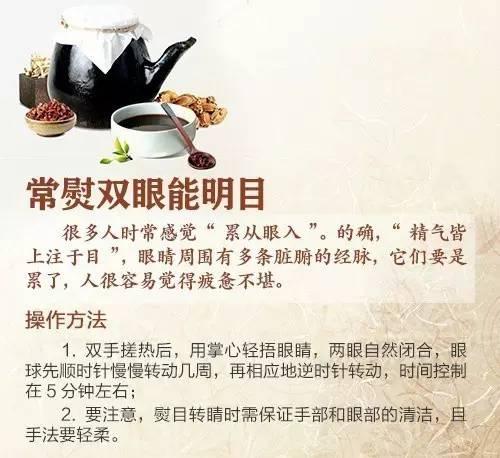 常熨双眼能明目
很多人时常感觉“累从眼入”。的确，“精气皆
上注于目”，眼睛周围有多条脏腑的经脉，它们要是
累了，人很容易觉得疲惫不堪。
操作方法
1. 双手搓热后，用掌心轻捂眼睛，两眼自然闭合，眼
球先顺时针慢慢转动几周，再相应地逆时针转动，时间控制
在5分钟左右；
2. 要注意，熨目转睛时需保证手部和眼部的清洁，且
手法要轻柔。